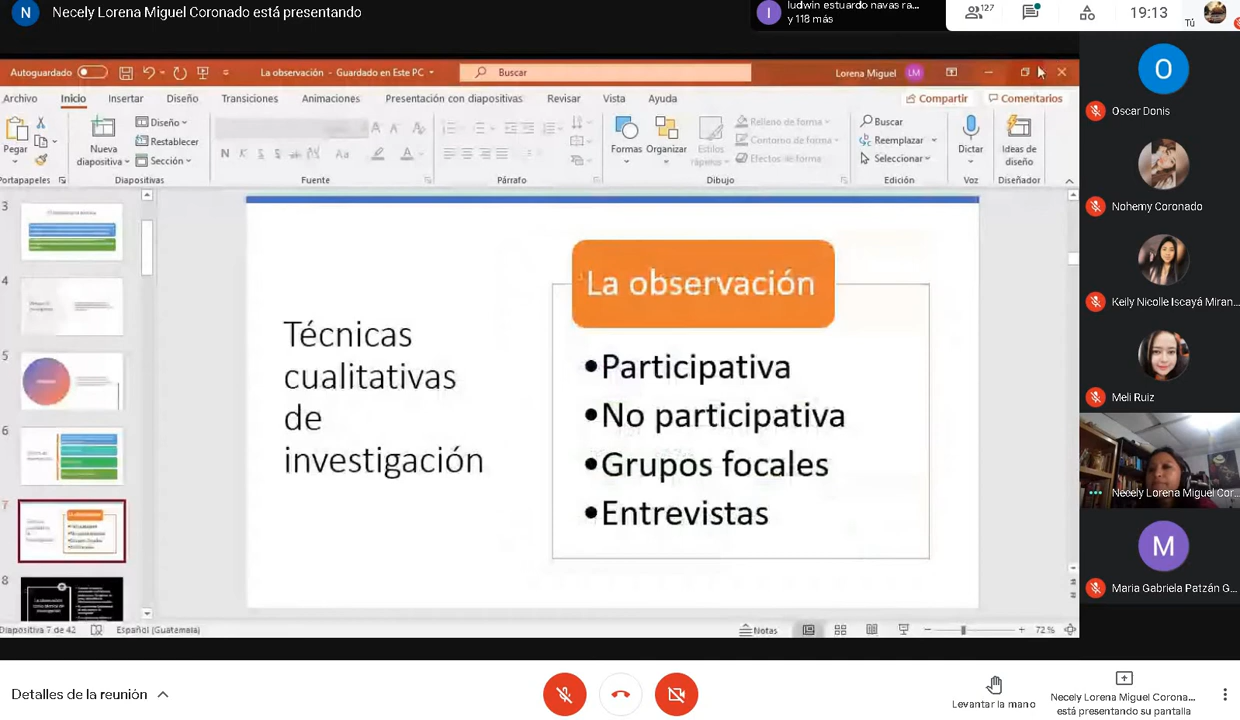 N Necely Lorena Miguel Coronado está presentando
I ludwin estuardo navas ra...
y 118 más
127
19:13
Tú
Autoguardado
La observación - Guardado en Este PC
Buscar
Lorena Miguel LM
Archivo Inicio Insertar Diseño Transiciones Animaciones Presentación con diapositivas Revisar Vista Ayuda Compartir Comentarios
Pegar
Nueva
diapositiva
Diseño
Restablecer
Sección
Formas
Organizar
Estilos
rápidos
Relleno de forma
Contorno de forma
Efectos de forma
Buscar
Reemplazar
Seleccionar
Dictar
Ideas de
diseño
Portapapeles Diapositivas Fuente Párrafo Dibujo Edición Voz Diseñador
3
4
5
6
7
8
Técnicas
cualitativas
de
investigación
La observación
•Participativa
•No participativa
•Grupos focales
•Entrevistas
Diapositiva 7 de 42 Español (Guatemala) Notas 72 %
O
Oscar Donis
Nohemy Coronado
Keily Nicolle Iscayá Miran...
Meli Ruiz
Necely Lorena Miguel Cor...
M
Maria Gabriela Patzán G...
Detalles de la reunión
Levantar la mano
Necely Lorena Miguel Corona...
está presentando su pantalla